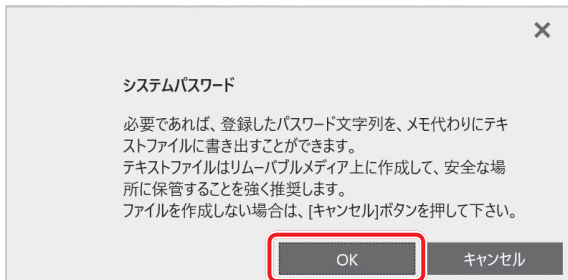 システムパスワード
必要であれば、登録したパスワード文字列を、メモ代わりにテキ
ストファイルに書き出すことができます。
テキストファイルはリムーバブルメディア上に作成して、安全な場
所に保管することを強く推奨します。
ファイルを作成しない場合は、[キャンセル]ボタンを押して下さい。
OK キャンセル